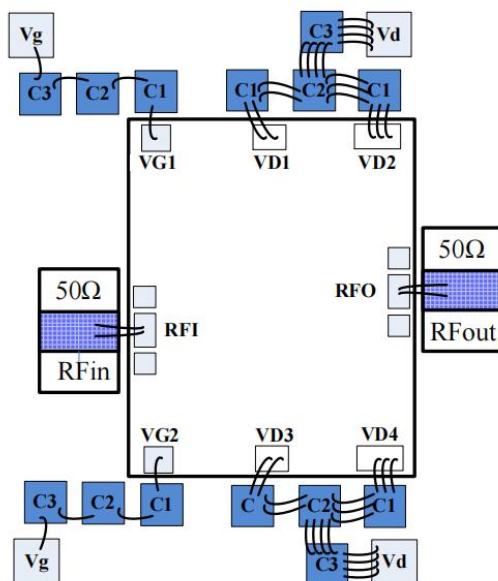 Vg
C3
Vd
C3 C2 C1
C1 C2 C1
VG1 VD1 VD2
50Ω
50Ω
RFO
RFI
RFin
RFout
VG2 VD3 VD4
C3 C2 C1
C C2 C1
Vg
C3
Vd